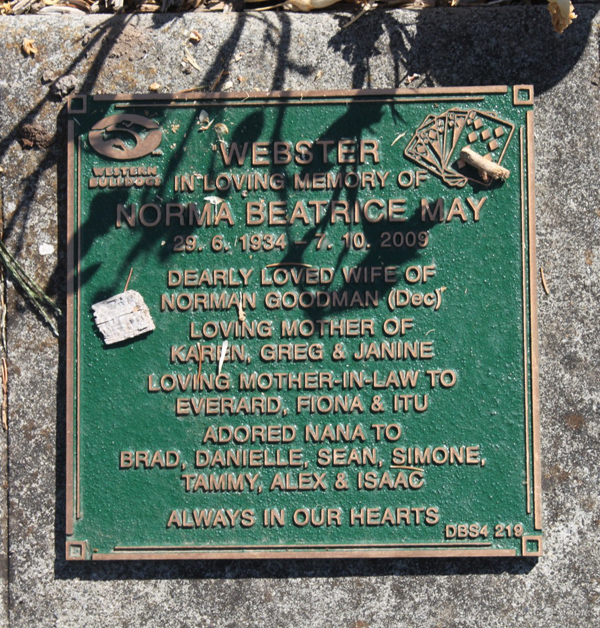 WESTERN
BULLDOGS
WEBSTER
IN LOVING MEMORY OF
NORMA BEATRICE MAY
29. 6. 1934 – 7. 10. 2009
DEARLY LOVED WIFE OF
NORMAN GOODMAN (Dec)
LOVING MOTHER OF
KAREN, GREG & JANINE
LOVING MOTHER-IN-LAW TO
EVERARD, FIONA & ITU
ADORED NANA TO
BRAD, DANIELLE, SEAN, SIMONE,
TAMMY, ALEX & ISAAC
ALWAYS IN OUR HEARTS
DBS4 219